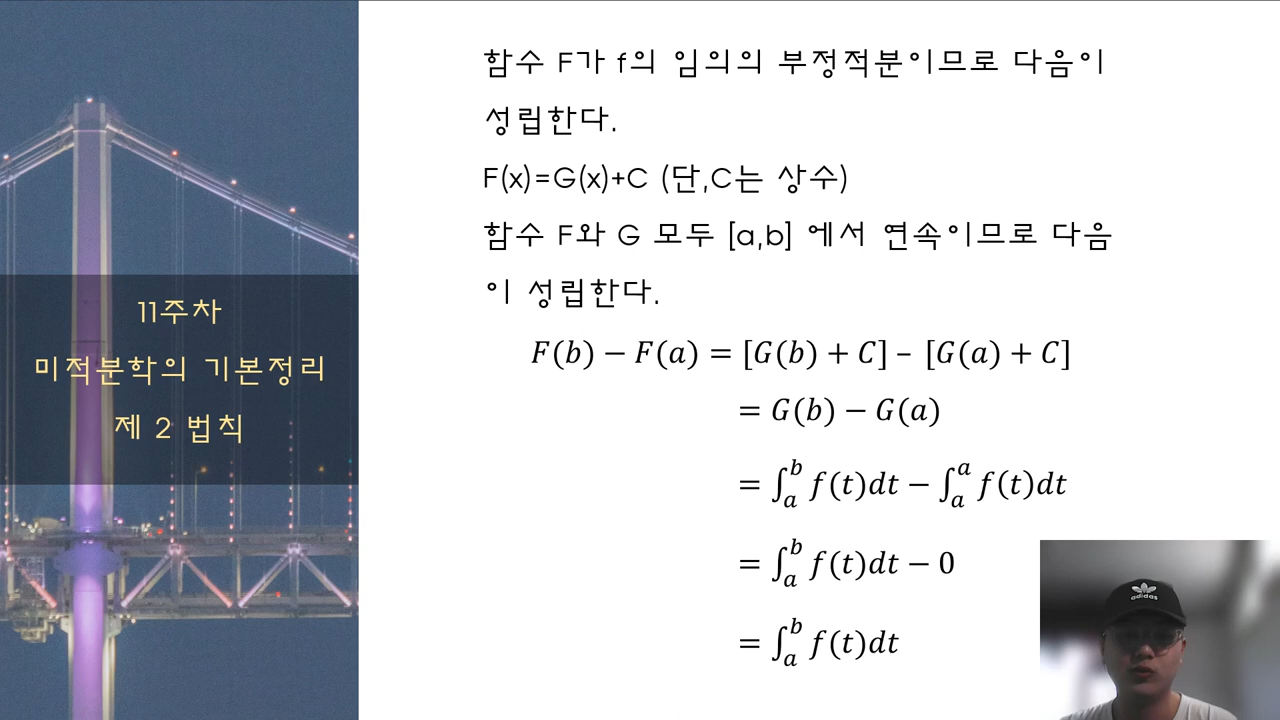 11주차
미적분학의 기본정리
제 2 법칙
함수 F가 f의 임의의 부정적분이므로 다음이
성립한다.
F(x)=G(x)+C (단,C는 상수)
함수 F와 G 모두 [a,b] 에서 연속이므로 다음
이 성립한다.
F(b) − F(a) = [G(b) + C] – [G(a) + C]
= G(b) − G(a)
= ∫_a^b f(t)dt − ∫_a^a f(t)dt
= ∫_a^b f(t)dt − 0
= ∫_a^b f(t)dt
adidas